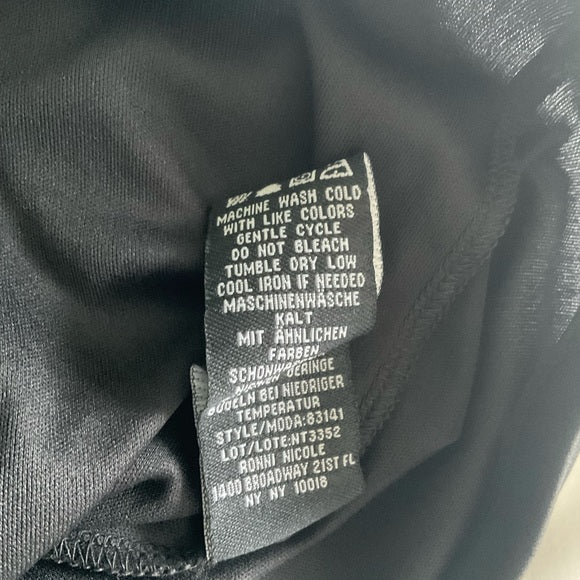 MACHINE WASH COLD
WITH LIKE COLORS
GENTLE CYCLE
DO NOT BLEACH
TUMBLE DRY LOW
COOL IRON IF NEEDED
MASCHINENWÄSCHE
KALT
MIT ÄHNLICHEN
FARBEN
GERINGE
BÜGELN BEI NIEDRIGER
TEMPERATUR
STYLE/MODA:83141
LOT/LOTE:NT3352
RONNI NICOLE
1400 BROADWAY 21ST FL
NY NY 10018